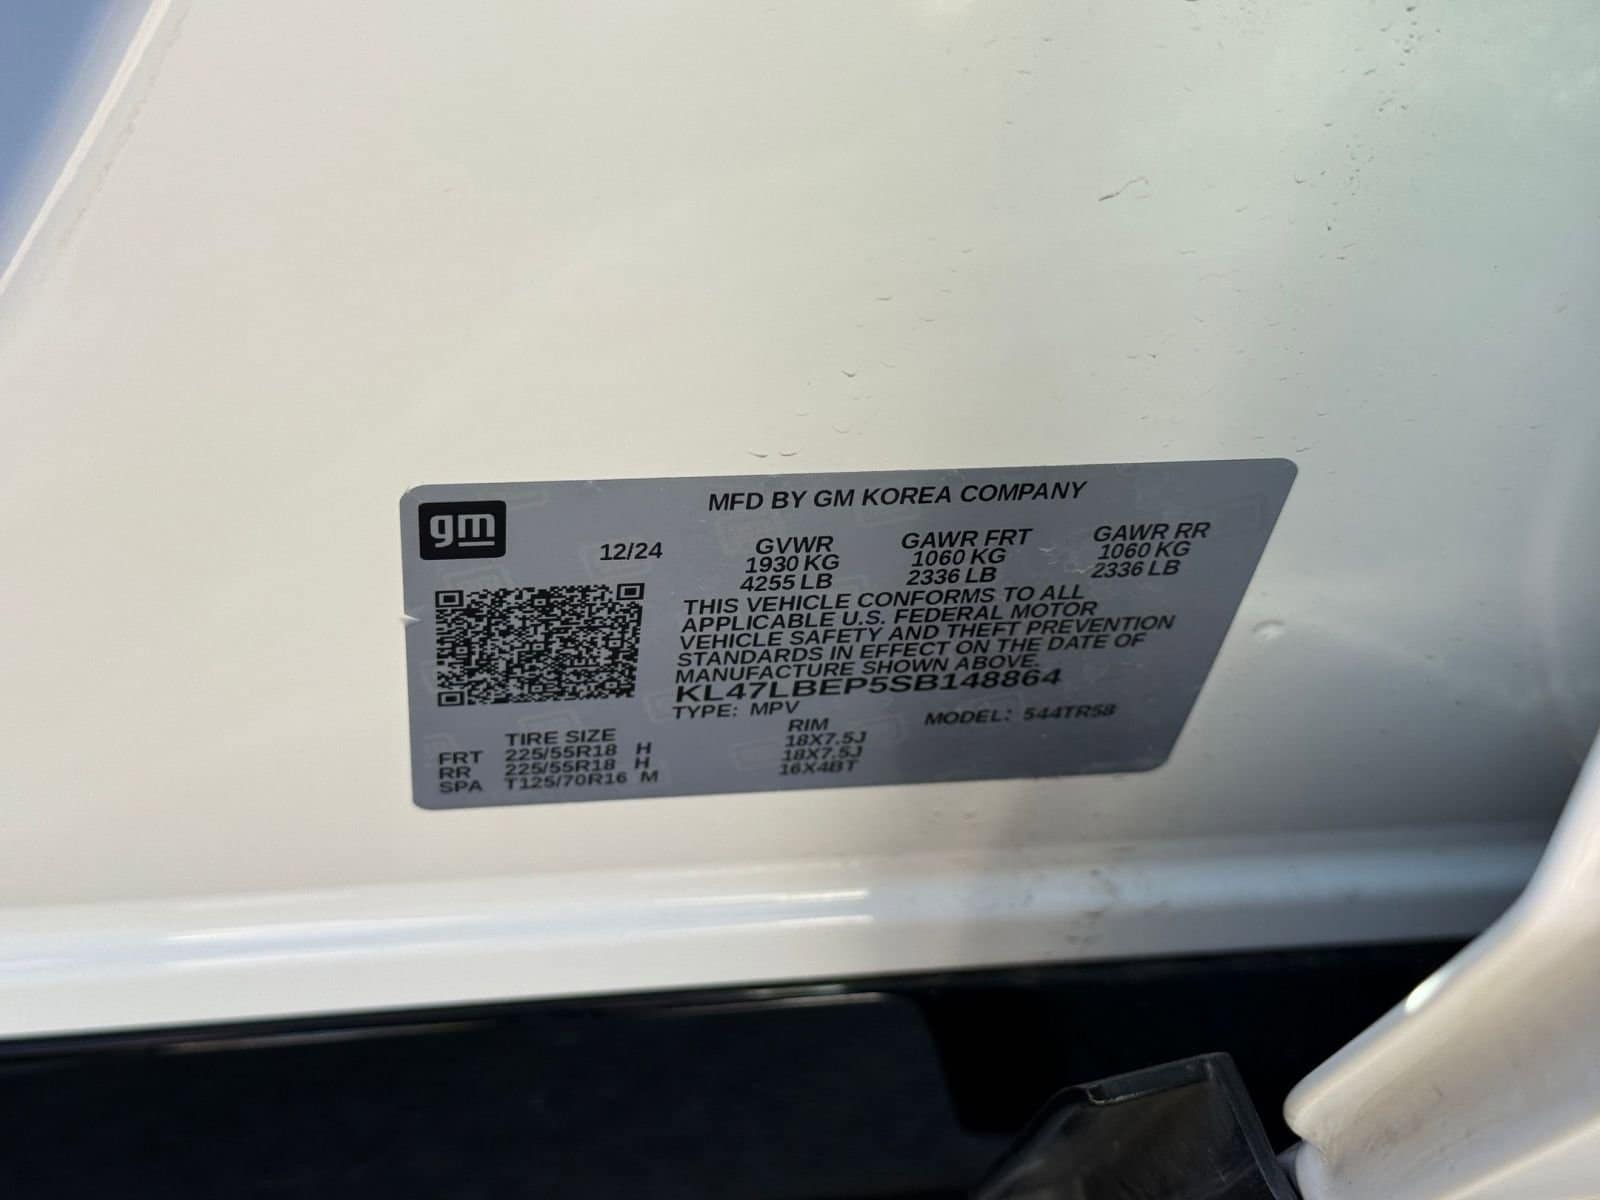 MFD BY GM KOREA COMPANY
gm
12/24
GVWR GAWR FRT GAWR RR
1930 KG 1060 KG 1060 KG
4255 LB 2336 LB 2336 LB
THIS VEHICLE CONFORMS TO ALL
APPLICABLE U.S. FEDERAL MOTOR
VEHICLE SAFETY AND THEFT PREVENTION
STANDARDS IN EFFECT ON THE DATE OF
MANUFACTURE SHOWN ABOVE.
KL47LBEP5SB148864
TYPE: MPV MODEL: 544TR58
TIRE SIZE RIM
FRT 225/55R18 H 18X7.5J
RR 225/55R18 H 18X7.5J
SPA T125/70R16 M 16X4BT